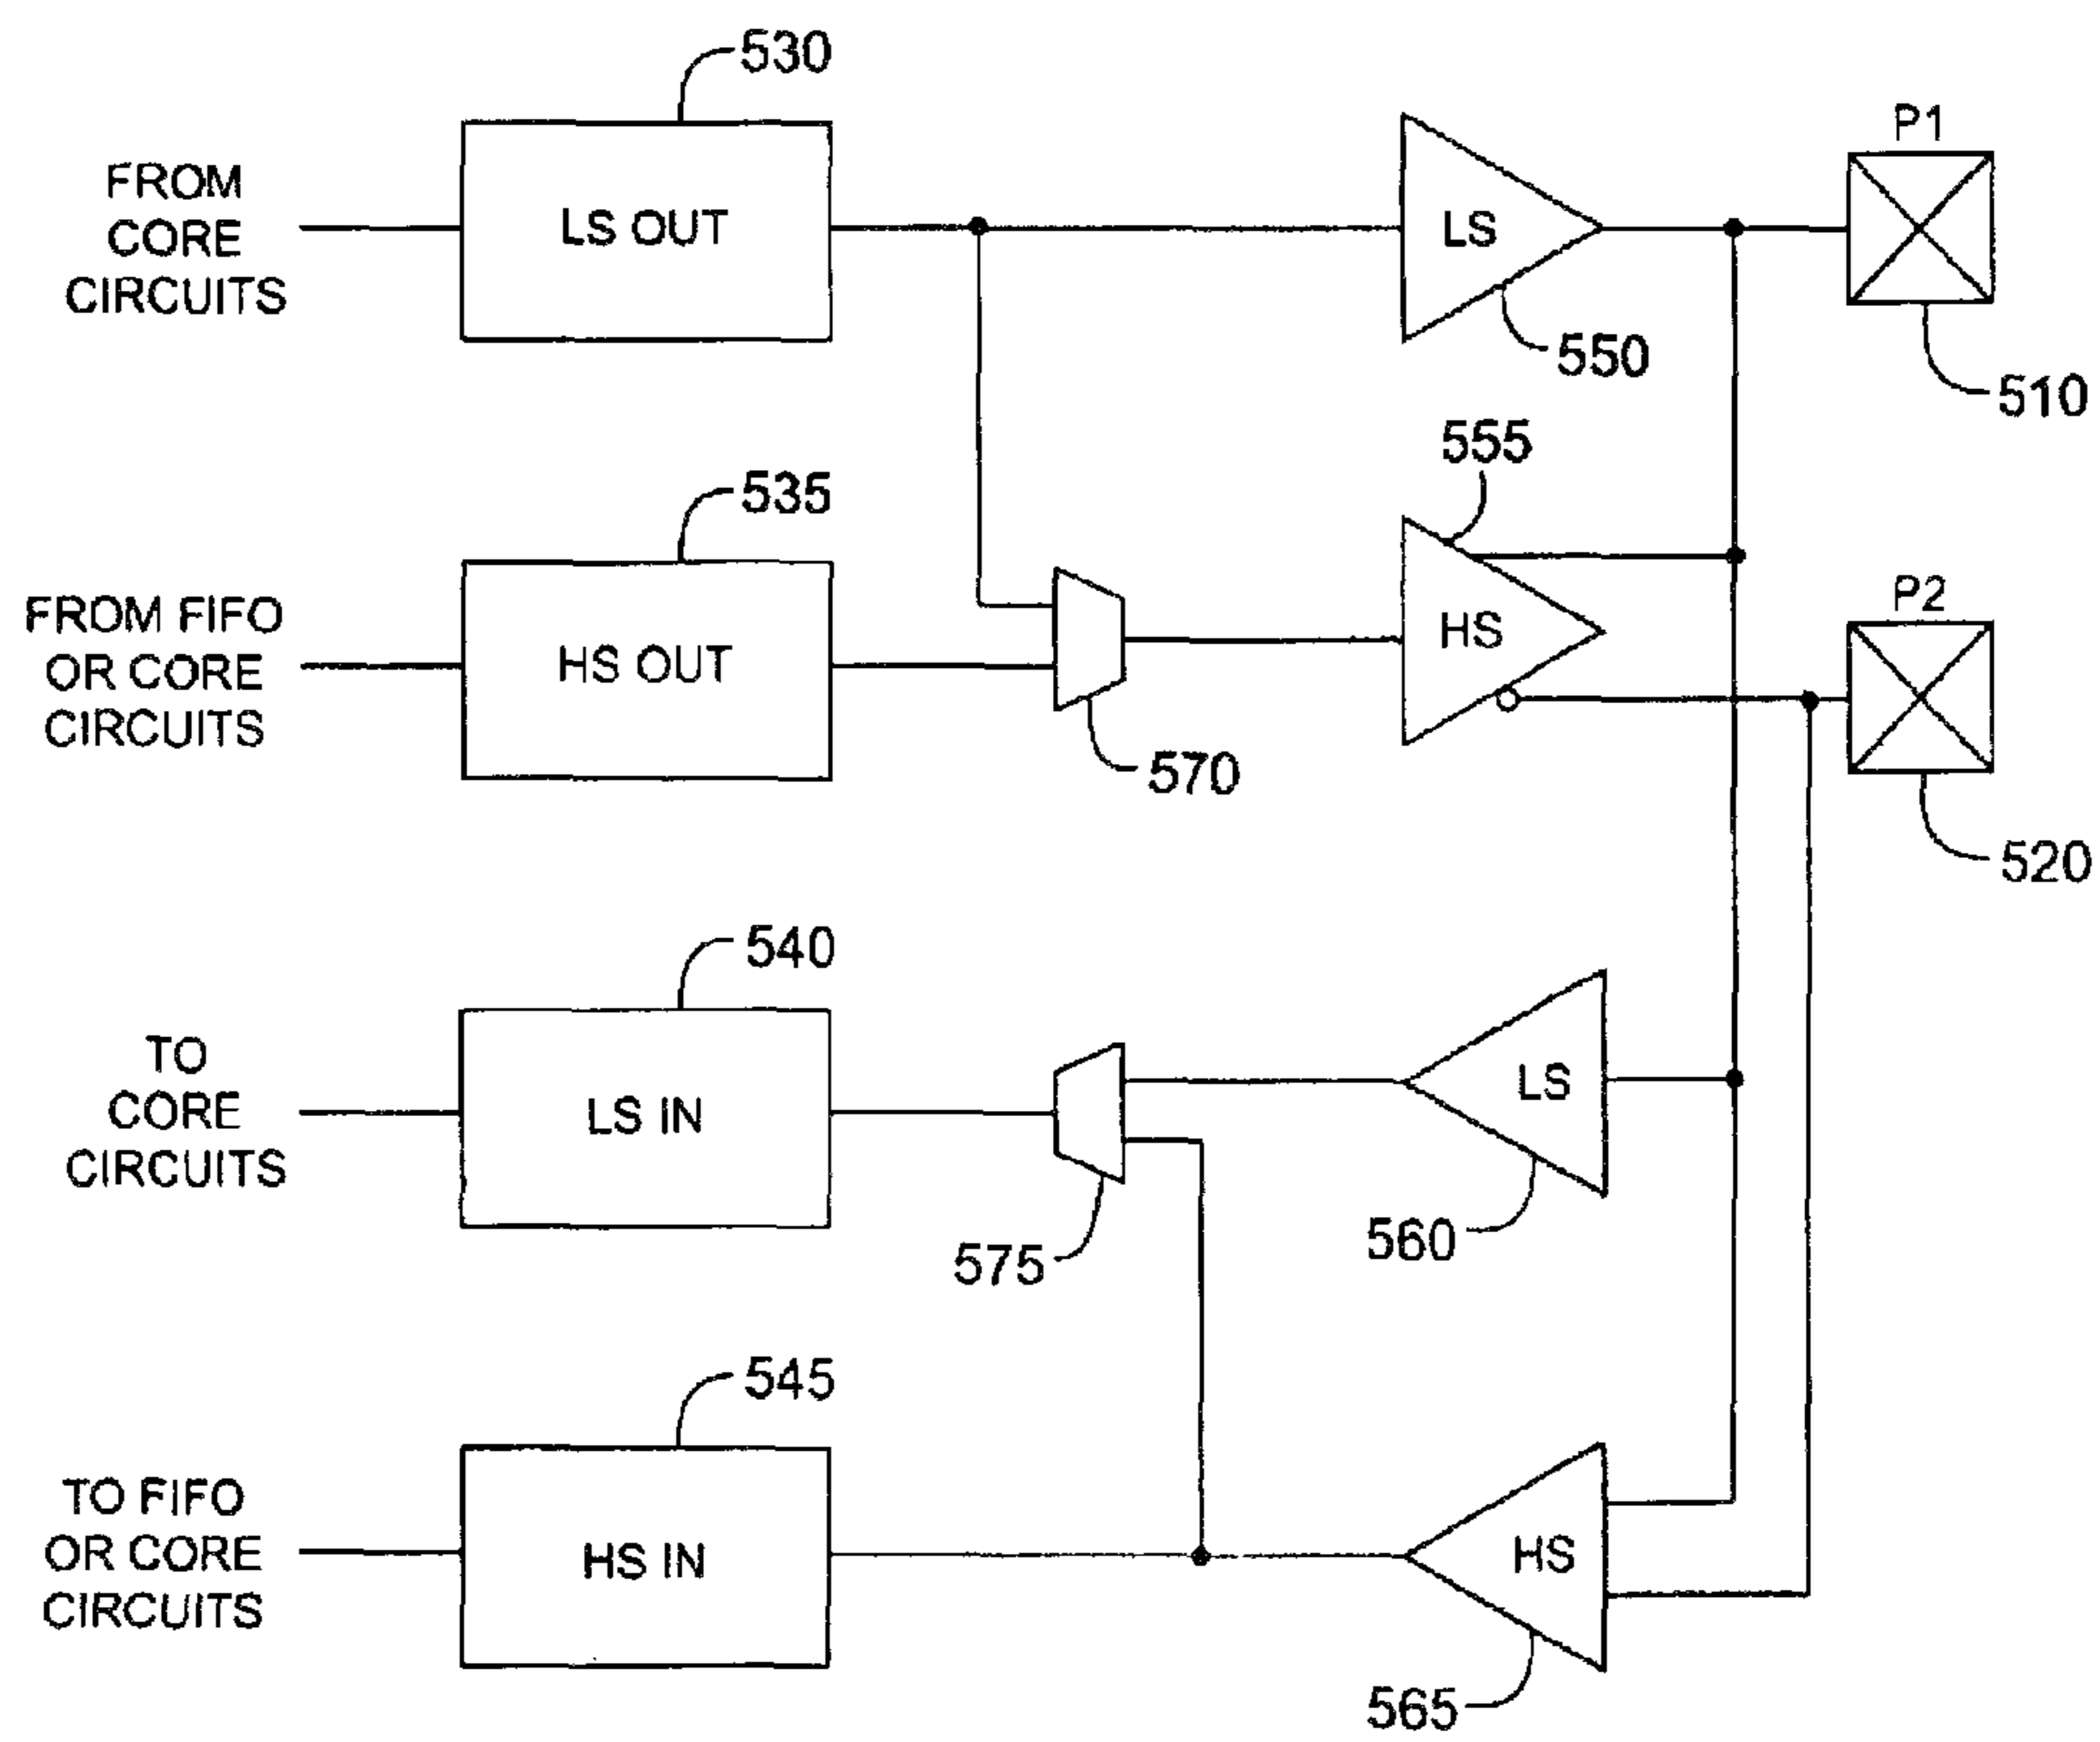 530
FROM
CORE
CIRCUITS
LS OUT
LS
550
P1
510
535
FROM FIFO
OR CORE
CIRCUITS
HS OUT
570
555
HS
P2
520
540
TO
CORE
CIRCUITS
LS IN
575
LS
560
545
TO FIFO
OR CORE
CIRCUITS
HS IN
HS
565